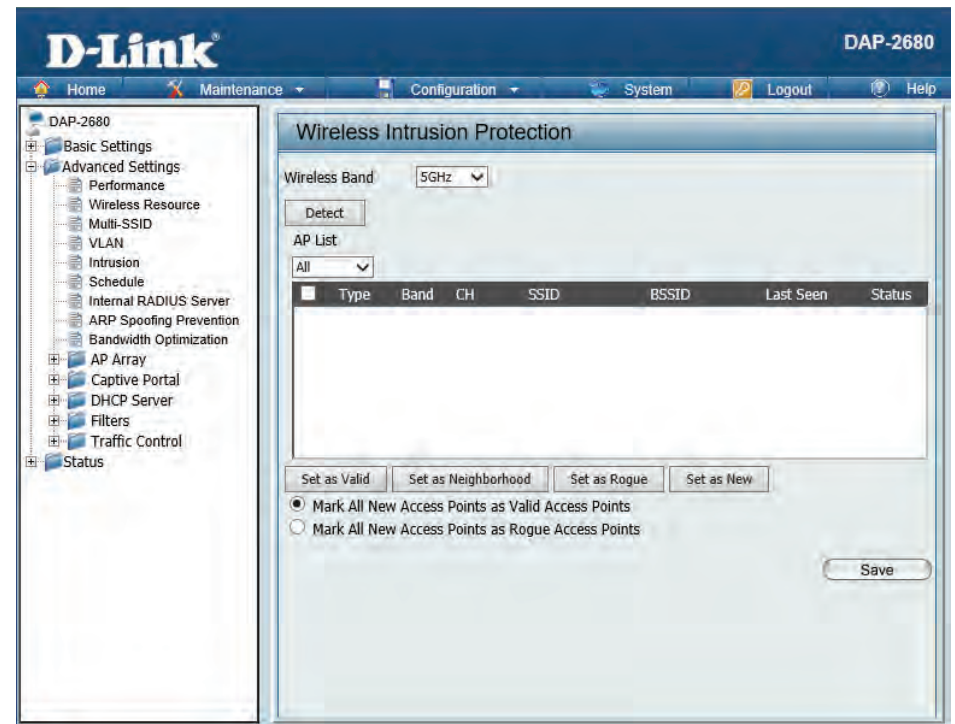 D-Link
DAP-2680
Home Maintenance Configuration System Logout Help
DAP-2680
Basic Settings
Advanced Settings
Performance
Wireless Resource
Multi-SSID
VLAN
Intrusion
Schedule
Internal RADIUS Server
ARP Spoofing Prevention
Bandwidth Optimization
AP Array
Captive Portal
DHCP Server
Filters
Traffic Control
Status
Wireless Intrusion Protection
Wireless Band 5GHz
Detect
AP List
All
Type Band CH SSID BSSID Last Seen Status
Set as Valid Set as Neighborhood Set as Rogue Set as New
Mark All New Access Points as Valid Access Points
Mark All New Access Points as Rogue Access Points
Save